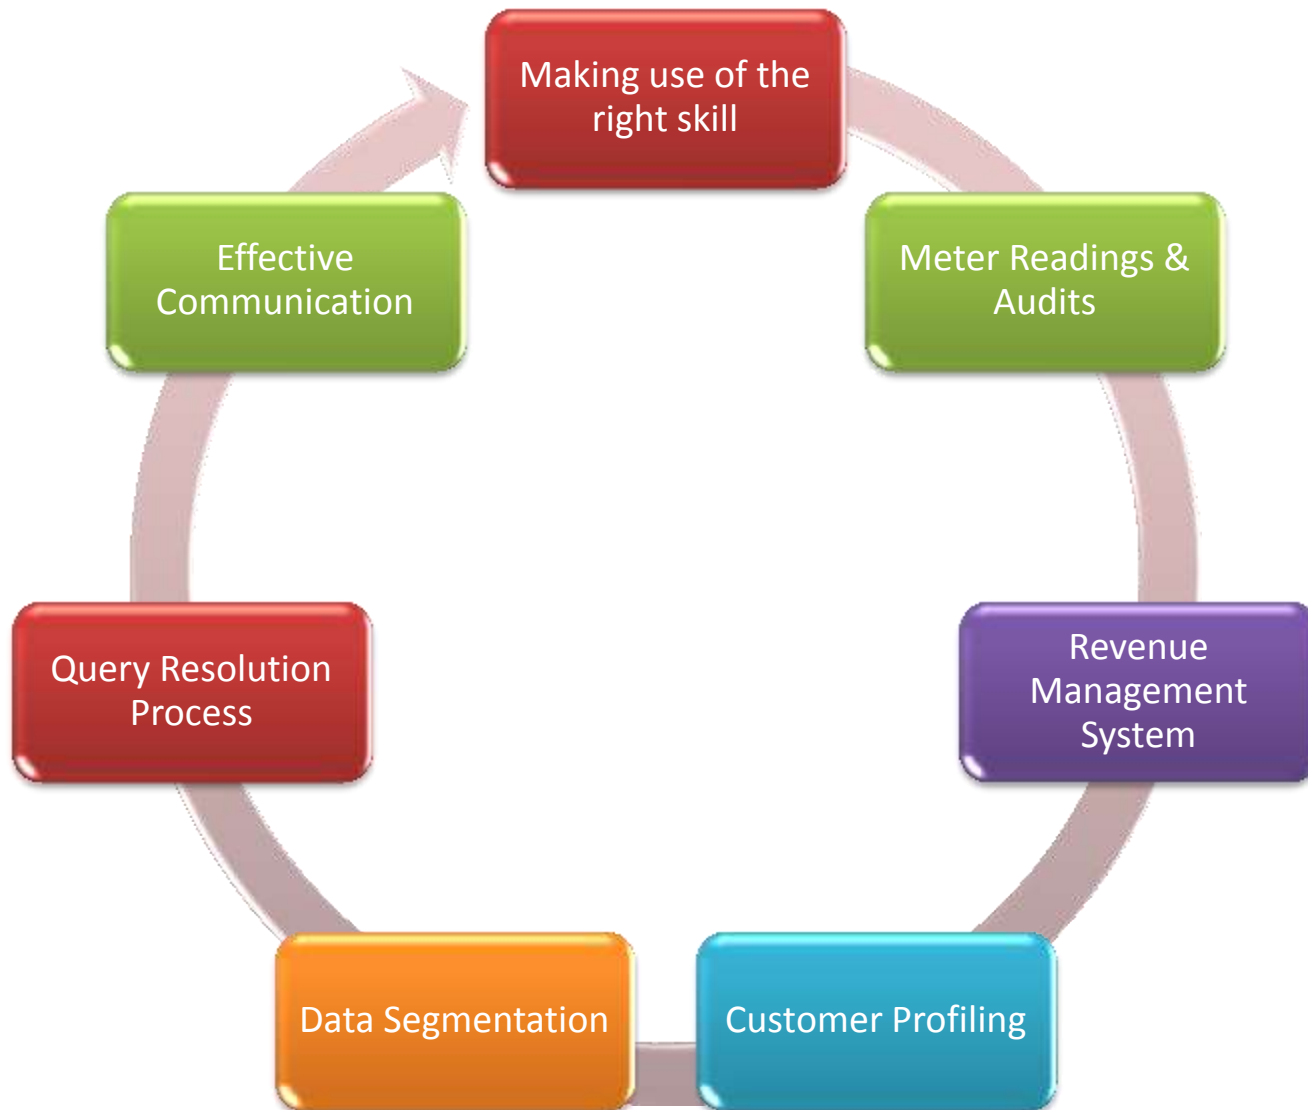 Making use of the
right skill
Meter Readings &
Audits
Revenue
Management
System
Customer Profiling
Data Segmentation
Query Resolution
Process
Effective
Communication